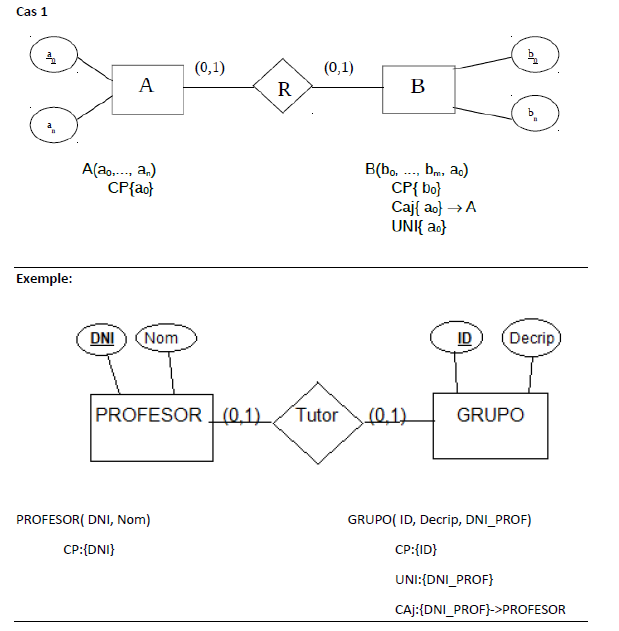 Cas 1
a0
(0,1)
(0,1)
b0
A
R
B
an
bn
A(a0,..., an)
B(b0, ..., bm, a0)
CP{a0}
CP{ b0}
Caj{ a0} → A
UNI{ a0}
Exemple:
DNI
Nom
ID
Decrip
PROFESOR
(0,1)
Tutor
(0,1)
GRUPO
PROFESOR( DNI, Nom)
GRUPO( ID, Decrip, DNI_PROF)
CP:{DNI}
CP:{ID}
UNI:{DNI_PROF}
CAj:{DNI_PROF}->PROFESOR